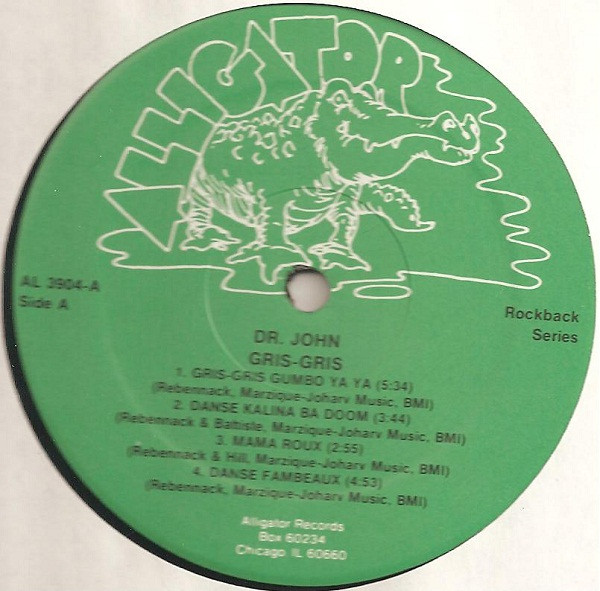 ALLIGATOR
AL 3904-A
Side A
Rockback
Series
DR. JOHN
GRIS-GRIS
1. GRIS-GRIS GUMBO YA YA (5:34)
(Rebennack, Marzique-Joharv Music, BMI)
2. DANSE KALINA BA DOOM (3:44)
(Rebennack & Battiste, Marzique-Joharv Music, BMI)
3. MAMA ROUX (2:55)
(Rebennack & Hill, Marzique-Joharv Music, BMI)
4. DANSE FAMBEAUX (4:53)
(Rebennack, Marzique-Joharv Music, BMI)
Alligator Records
Box 60234
Chicago IL 60660